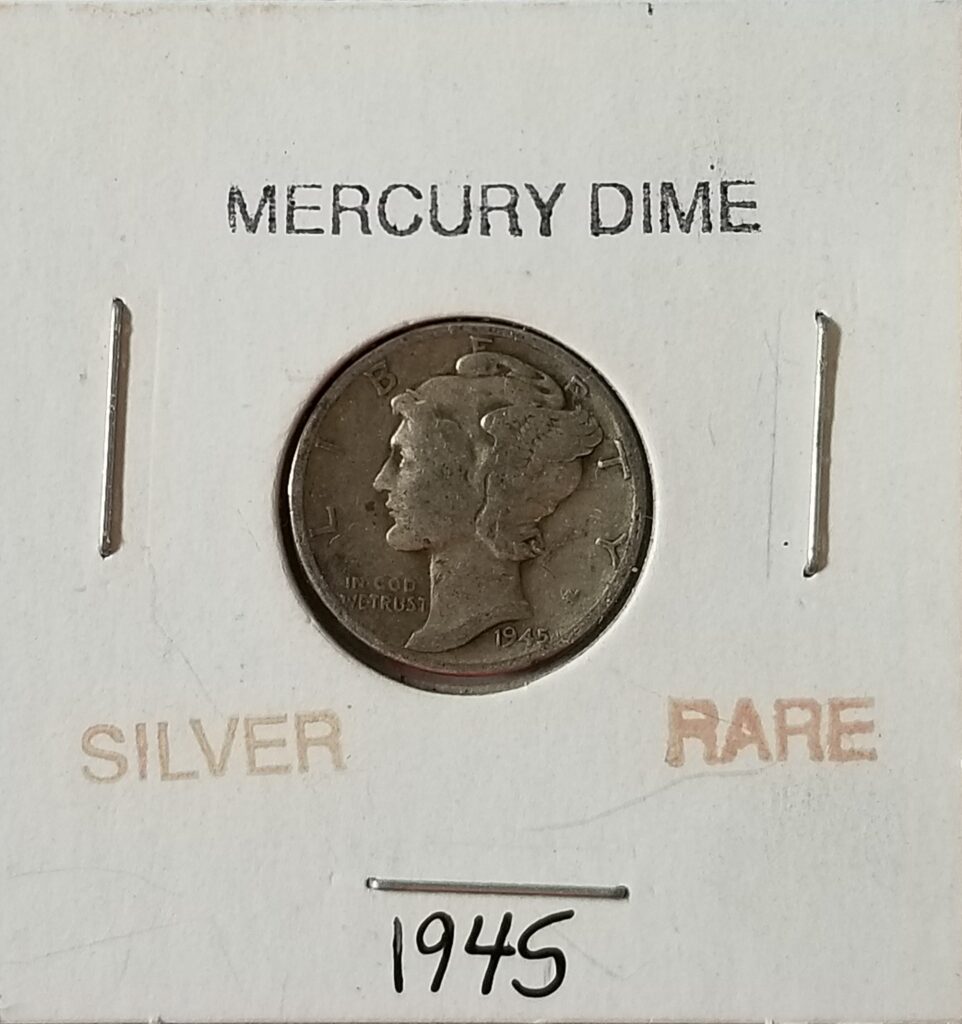 MERCURY DIME
LIBERTY
IN GOD
WE TRUST
1945
SILVER
RARE
1945